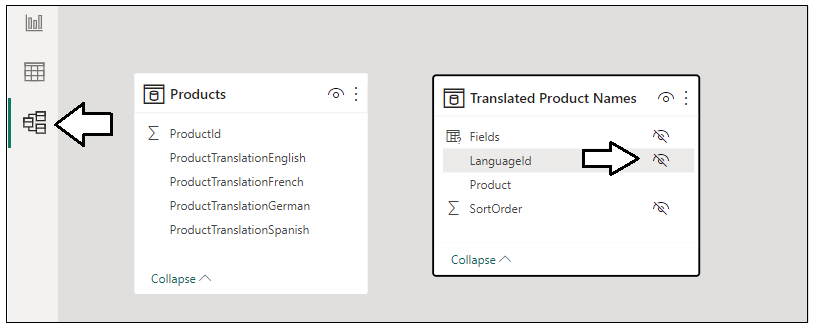 Products
ProductId
ProductTranslationEnglish
ProductTranslationFrench
ProductTranslationGerman
ProductTranslationSpanish
Collapse
Translated Product Names
Fields
LanguageId
Product
SortOrder
Collapse